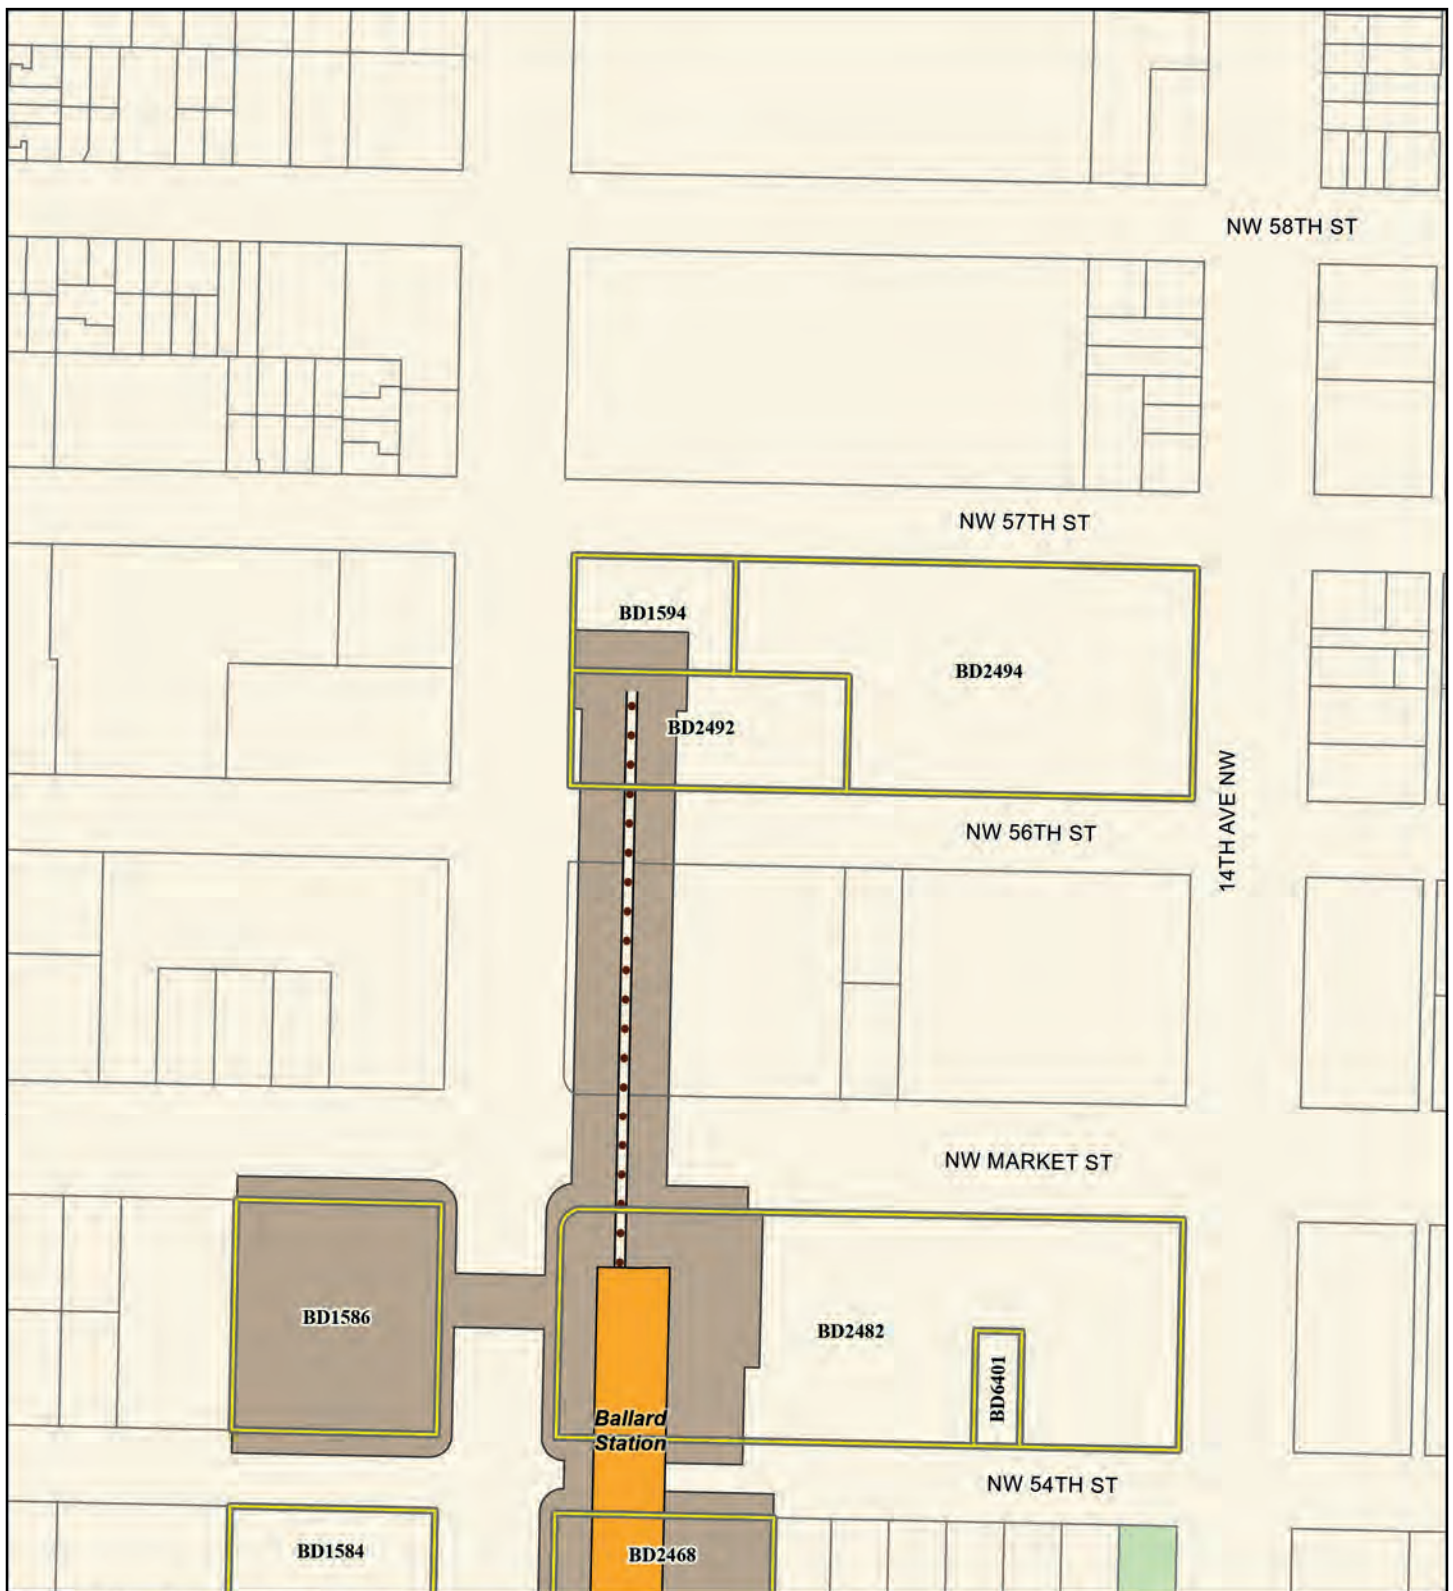 NW 58TH ST
NW 57TH ST
BD1594
BD2494
BD2492
NW 56TH ST
14TH AVE NW
NW MARKET ST
BD1586
BD2482
BD6401
Ballard
Station
NW 54TH ST
BD1584
BD2468